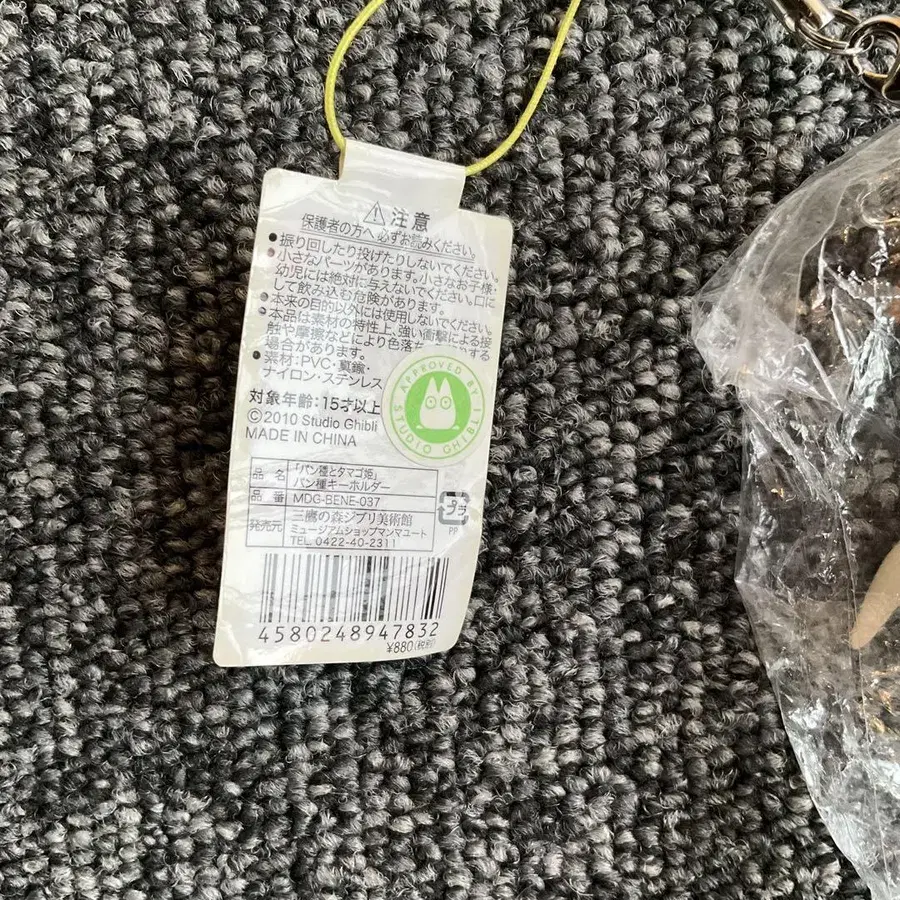 ⚠注意
保護者の方へ必ずお読みください。
●振り回したり投げたりしないでください。
●小さなパーツがあります。小さなお子様・
幼児には絶対に与えないでください。口に
して飲み込む危険があります。
●本来の目的以外には使用しないでください。
●本品は素材の特性上、強い衝撃による接
触や摩擦などにより色落ち する
場合があります。
●素材:PVC・真鍮・
ナイロン・ステンレス
対象年齢:15才以上
©2010 Studio Ghibli
MADE IN CHINA
APPROVED BY
STUDIO GHIBLI
品 名 「パン種とタマゴ姫」
パン種キーホルダー
品 番 MDG-BENE-037
発売元 三鷹の森ジブリ美術館
ミュージアムショップマンマユート
TEL 0422-40-2311
プラ
PP
4580248947832
¥880(税別)